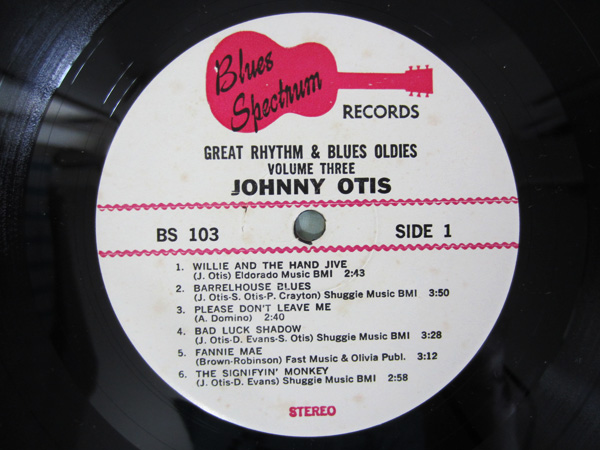 Blues
Spectrum
RECORDS
GREAT RHYTHM & BLUES OLDIES
VOLUME THREE
JOHNNY OTIS
BS 103
SIDE 1
1. WILLIE AND THE HAND JIVE
(J. Otis) Eldorado Music BMI 2:43
2. BARRELHOUSE BLUES
(J. Otis-S. Otis-P. Crayton) Shuggie Music BMI 3:50
3. PLEASE DON'T LEAVE ME
(A. Domino) 2:40
4. BAD LUCK SHADOW
(J. Otis-D. Evans-S. Otis) Shuggie Music BMI 3:28
5. FANNIE MAE
(Brown-Robinson) Fast Music & Olivia Publ. 3:12
6. THE SIGNIFYIN' MONKEY
(J. Otis-D. Evans) Shuggie Music BMI 2:58
STEREO